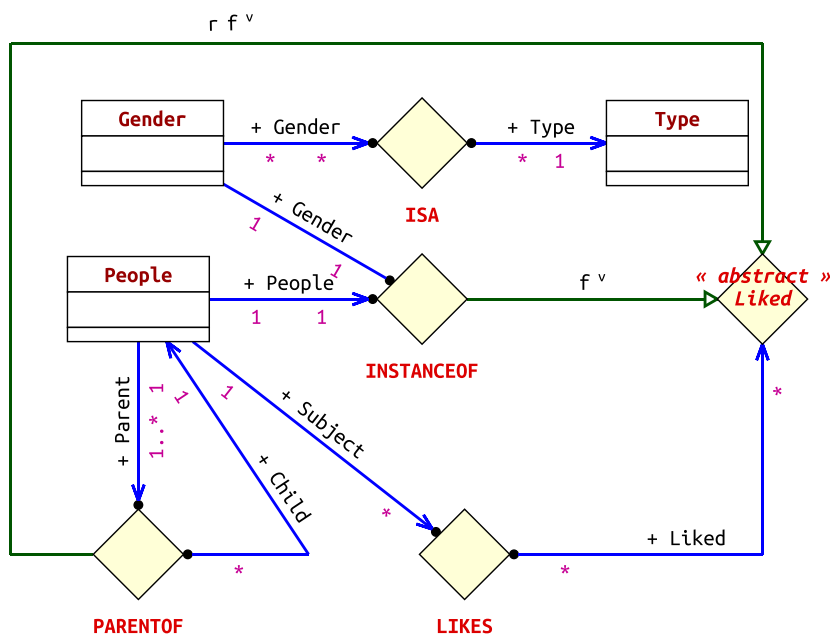 r f v
Gender
+ Gender
* *
+ Type
* 1
Type
ISA
+ Gender
1
1
People
+ People
1 1
f v
« abstract »
Liked
INSTANCEOF
+ Parent
1
1..*
1
+ Child
*
1
+ Subject
*
*
+ Liked
*
PARENTOF
LIKES